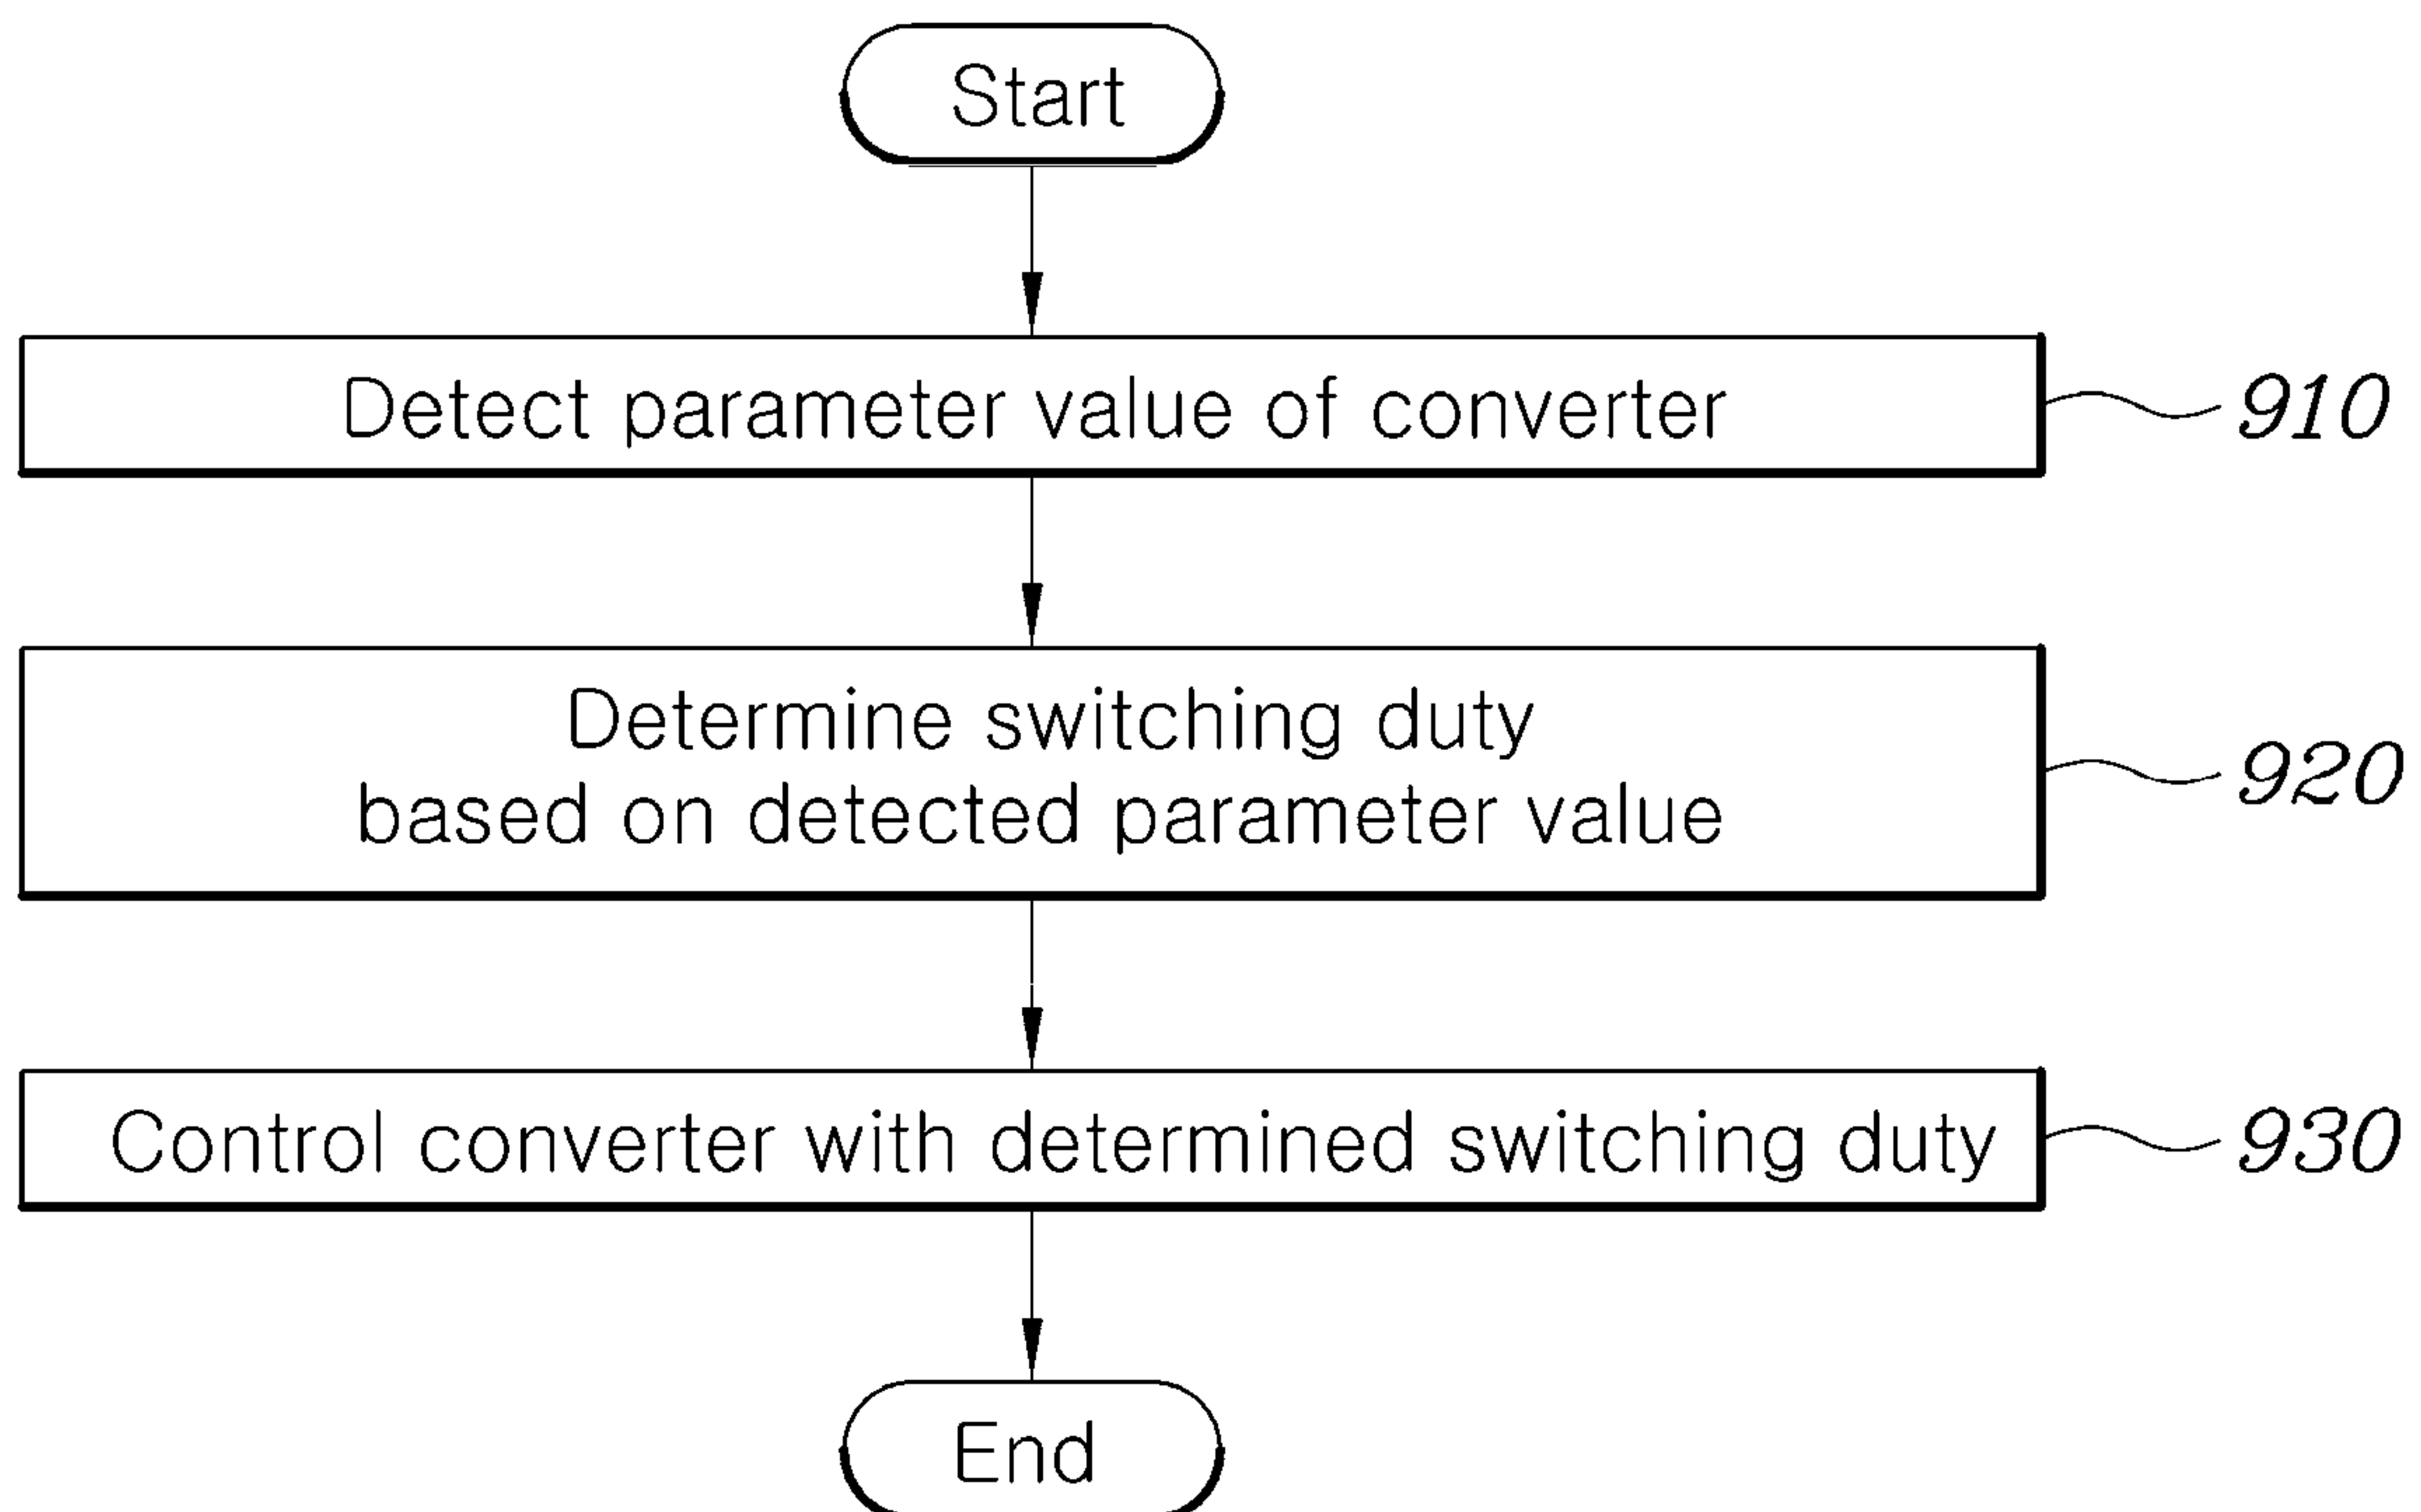 Start
Detect parameter value of converter
910
Determine switching duty
based on detected parameter value
920
Control converter with determined switching duty
930
End